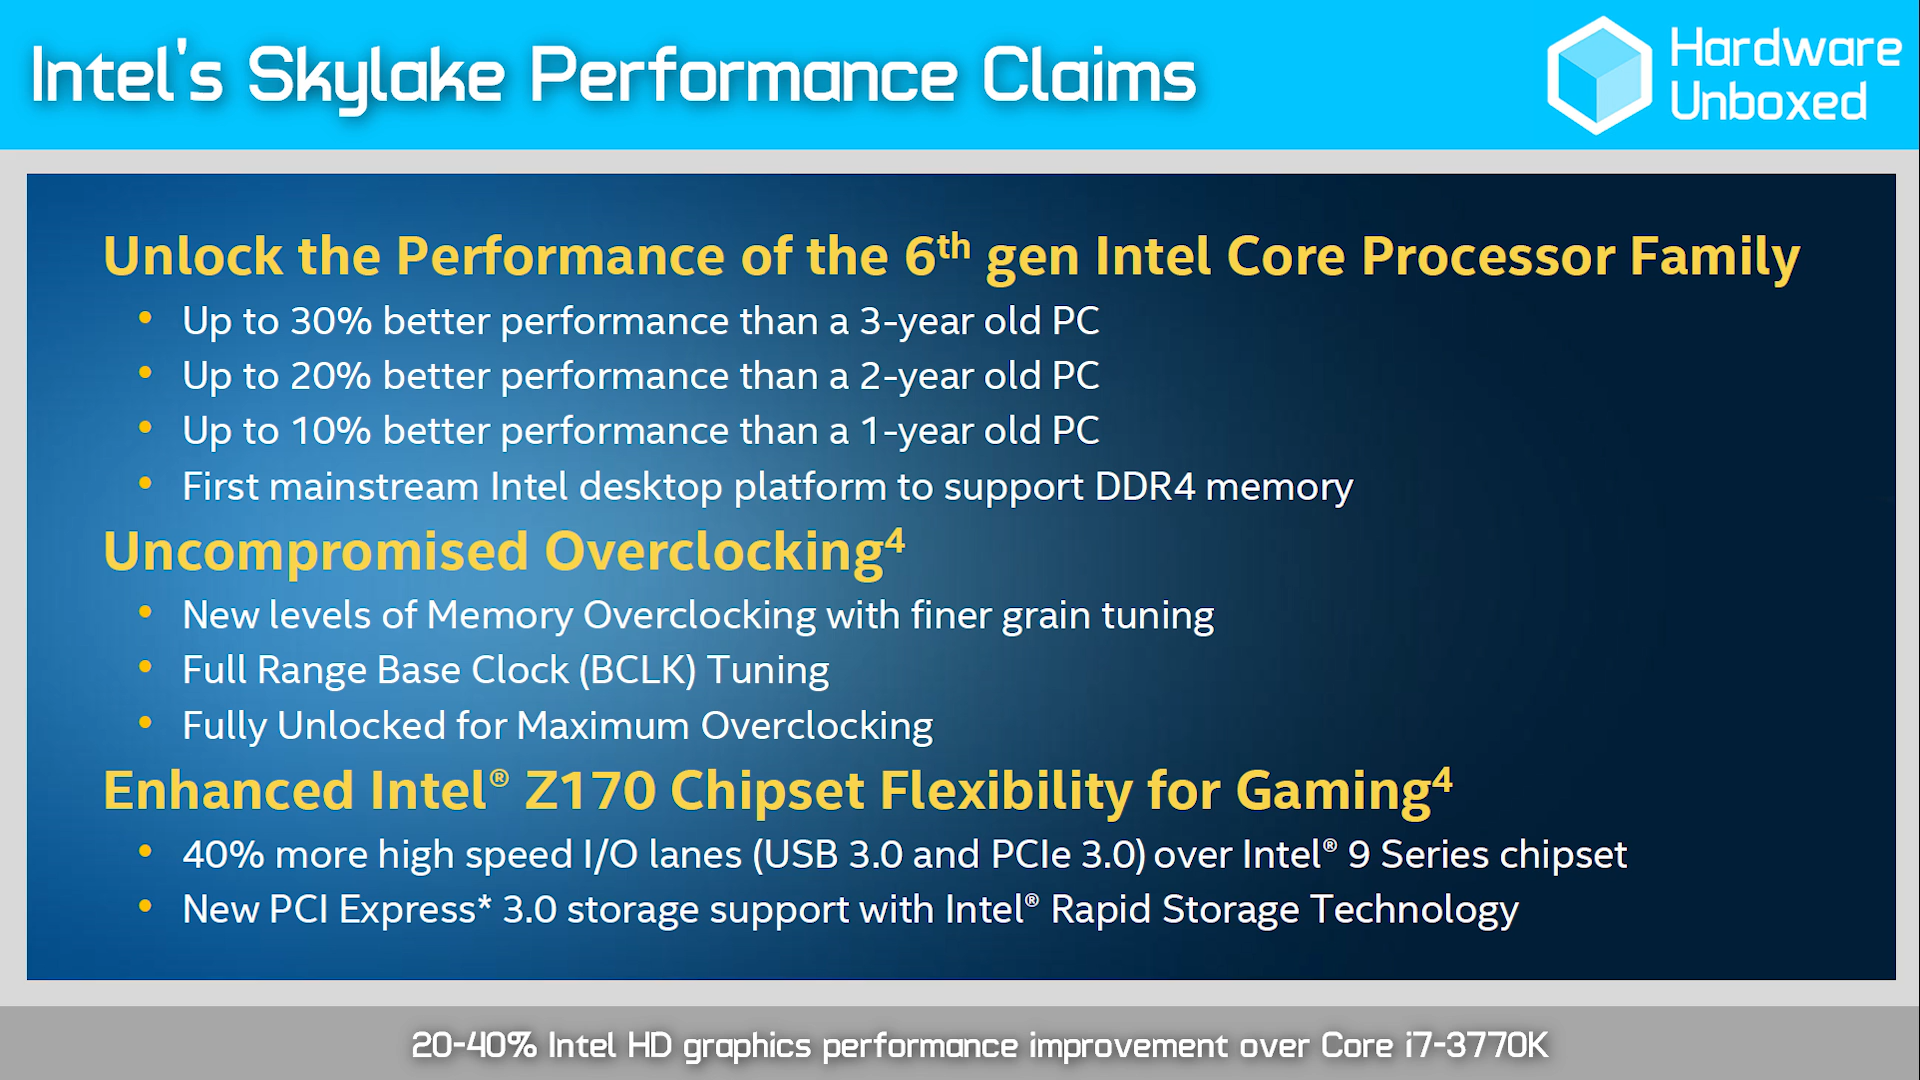 Intel's Skylake Performance Claims
Hardware
Unboxed
Unlock the Performance of the 6th gen Intel Core Processor Family
• Up to 30% better performance than a 3-year old PC
• Up to 20% better performance than a 2-year old PC
• Up to 10% better performance than a 1-year old PC
• First mainstream Intel desktop platform to support DDR4 memory
Uncompromised Overclocking4
• New levels of Memory Overclocking with finer grain tuning
• Full Range Base Clock (BCLK) Tuning
• Fully Unlocked for Maximum Overclocking
Enhanced Intel® Z170 Chipset Flexibility for Gaming4
• 40% more high speed I/O lanes (USB 3.0 and PCIe 3.0) over Intel® 9 Series chipset
• New PCI Express* 3.0 storage support with Intel® Rapid Storage Technology
20-40% Intel HD graphics performance improvement over Core i7-3770K